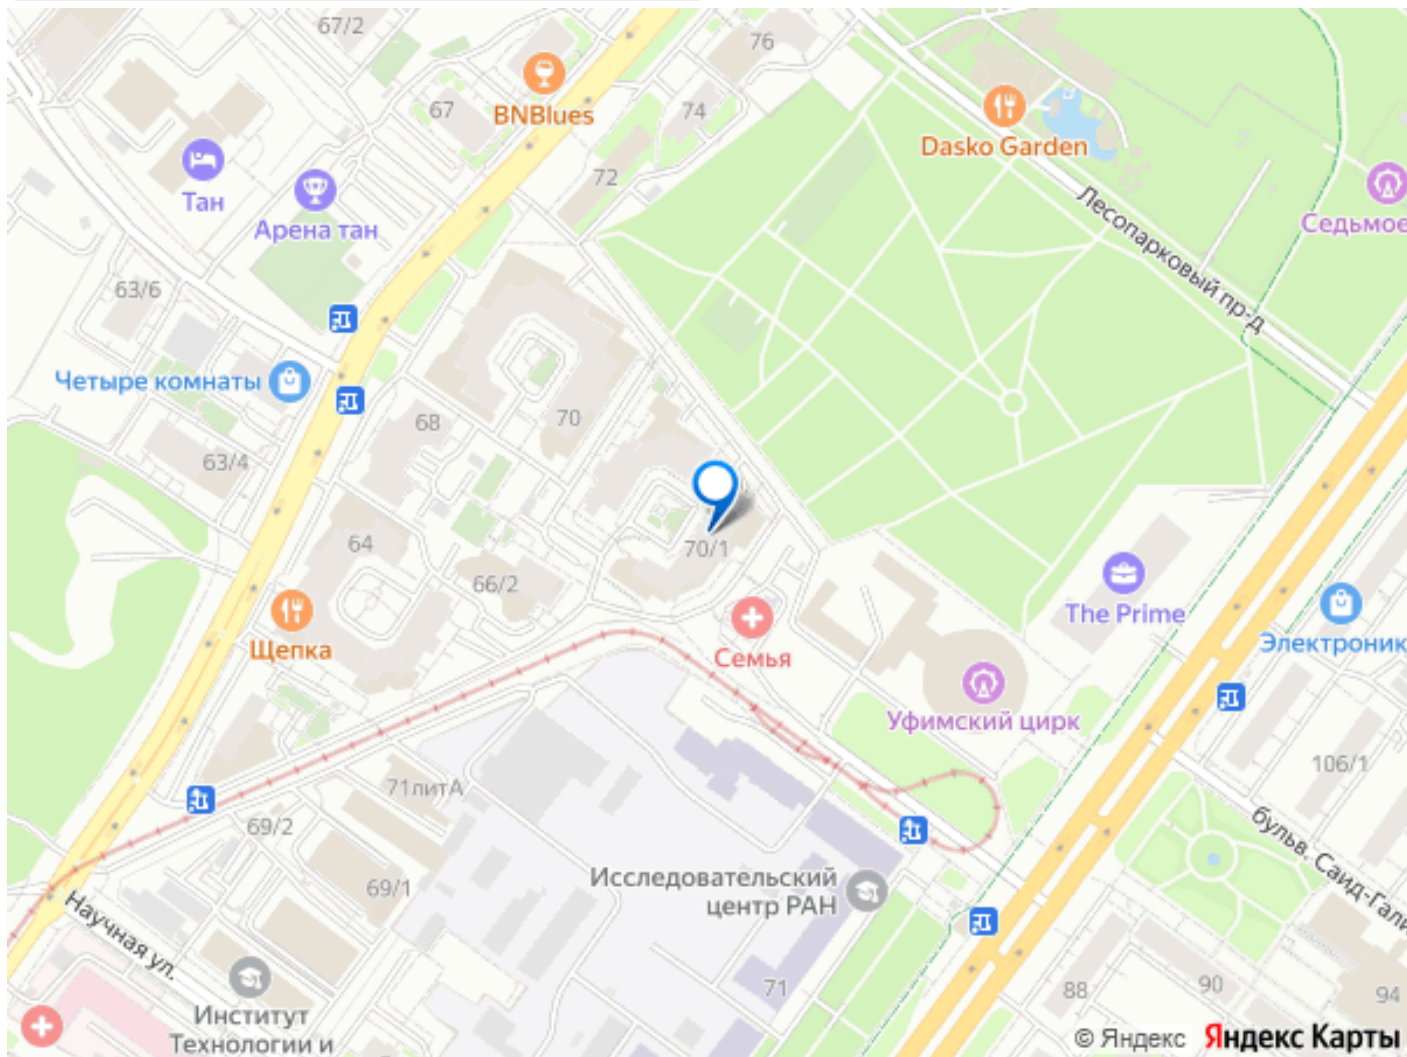 67/2
76
BNBlues
67
74
Dasko Garden
Тан
72
Арена тан
Седьмое
Лесопарковый пр-д
63/6
Четыре комнаты
68
70
63/4
64
70/1
66/2
The Prime
Щепка
Семья
Электроник
Уфимский цирк
106/1
71литА
69/2
бульв. Саид-Гали
Исследовательский
центр РАН
69/1
Научная ул.
71
88
90
94
Институт
Технологии и
© Яндекс Яндекс Карты